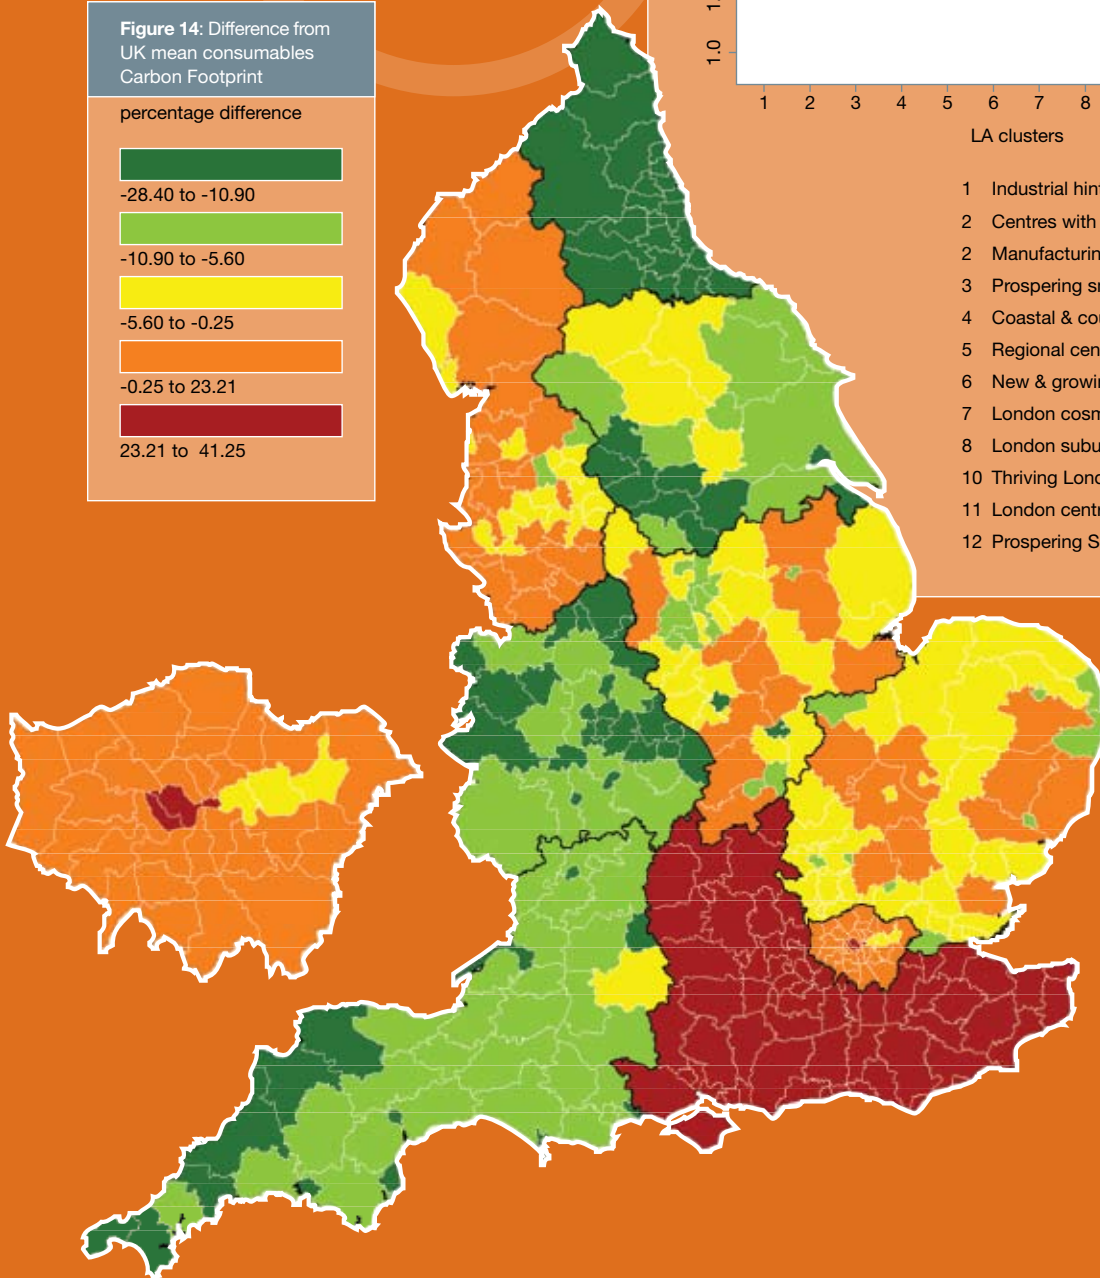 Figure 14: Difference from
UK mean consumables
Carbon Footprint
percentage difference
-28.40 to -10.90
-10.90 to -5.60
-5.60 to -0.25
-0.25 to 23.21
23.21 to 41.25
1.0
1 2 3 4 5 6 7 8
LA clusters
1 Industrial
2 Centres with
2
3 Prospering
4 Coastal &
5 Regional
6 New &
7 London
8 London
10 Thriving
11 London
12 Prospering